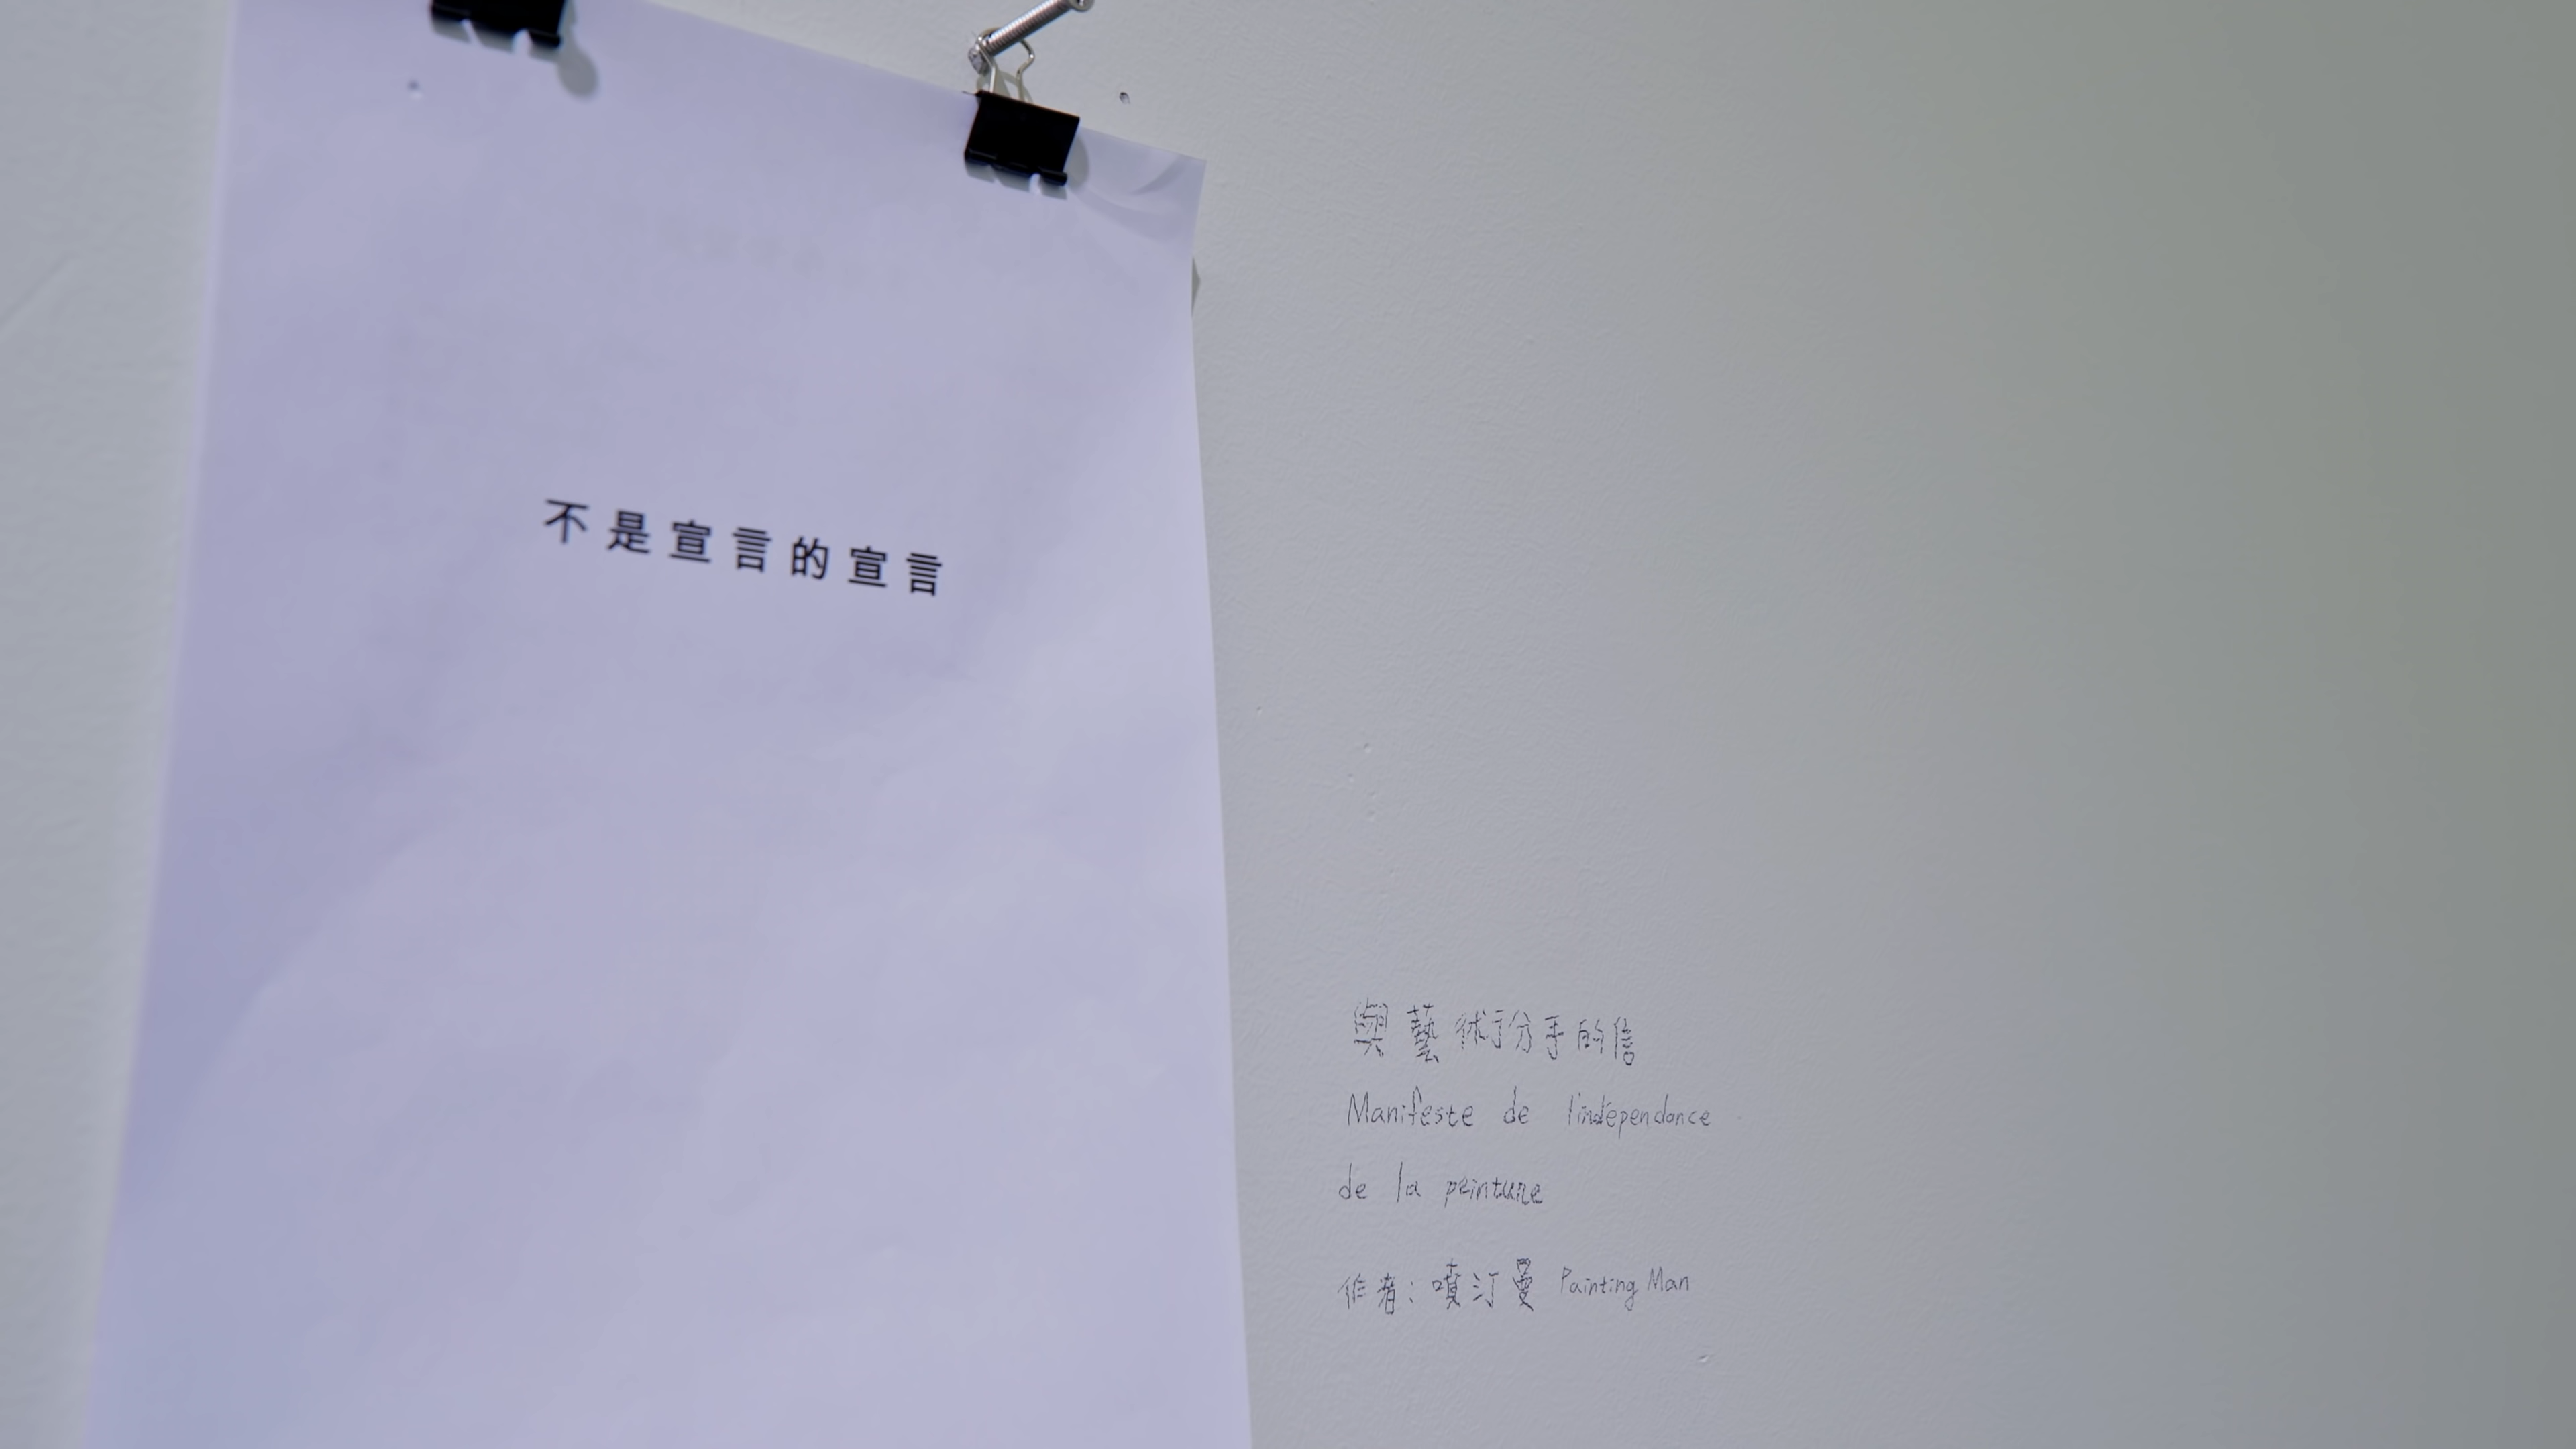 不是宣言的宣言
與藝術分手的信
Manifeste de l'indépendance
de la peinture
作者：噴汀曼 Painting Man